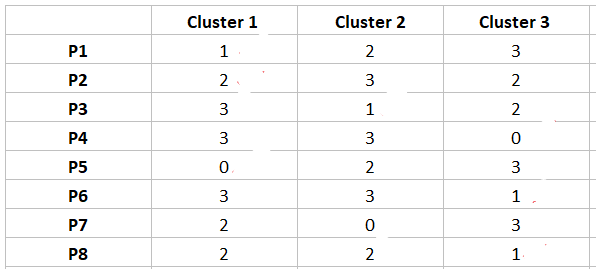 Cluster 1 Cluster 2 Cluster 3
P1 1 2 3
P2 2 3 2
P3 3 1 2
P4 3 3 0
P5 0 2 3
P6 3 3 1
P7 2 0 3
P8 2 2 1